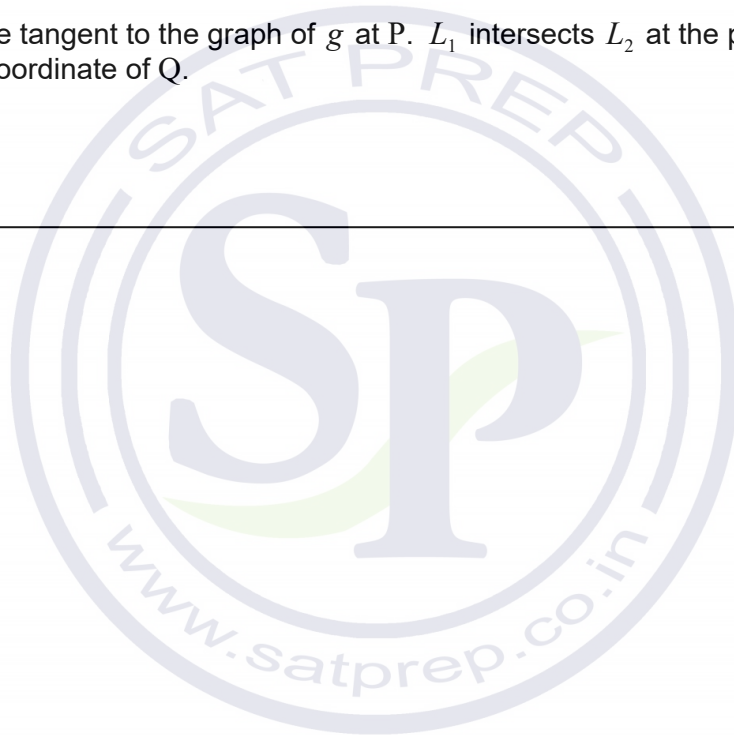 e tangent to the graph of g at P. L₁ intersects L₂ at the p
oordinate of Q.
SAT PREP
SP
www.satprep.co.in